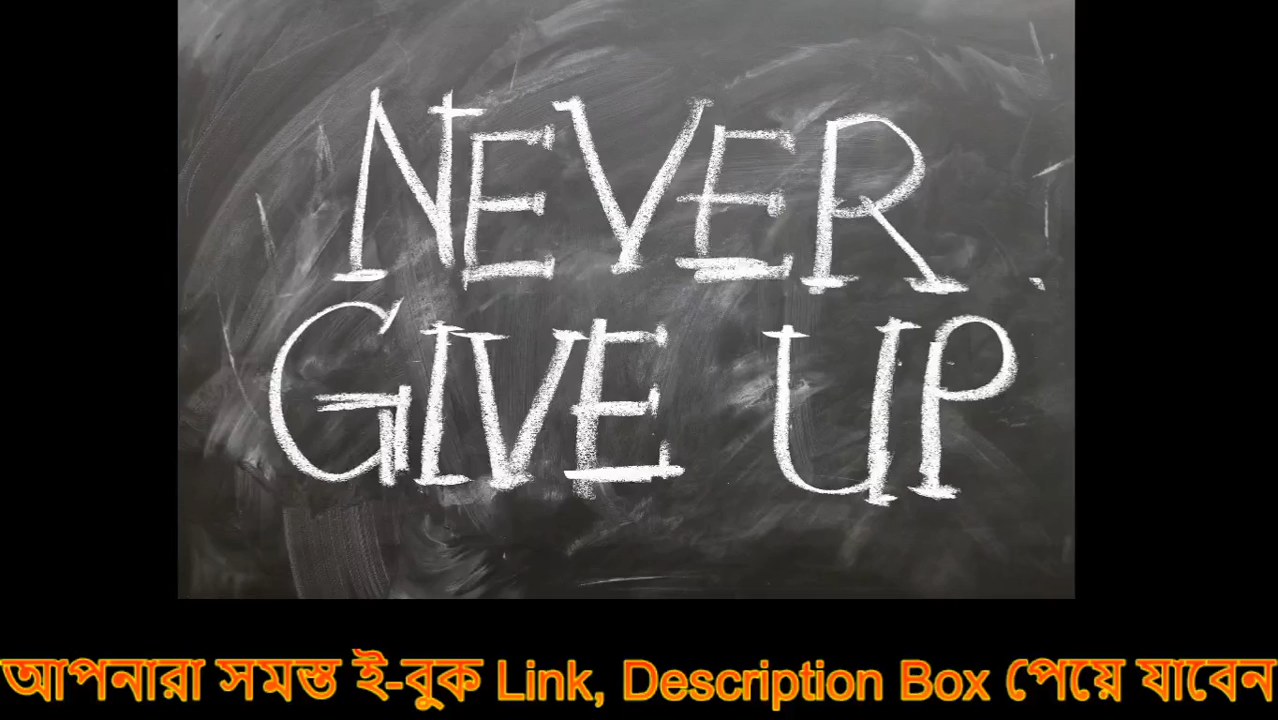 NEVER
GIVE UP
আপনারা সমস্ত ই-বুক Link, Description Box পেয়ে যাবেন